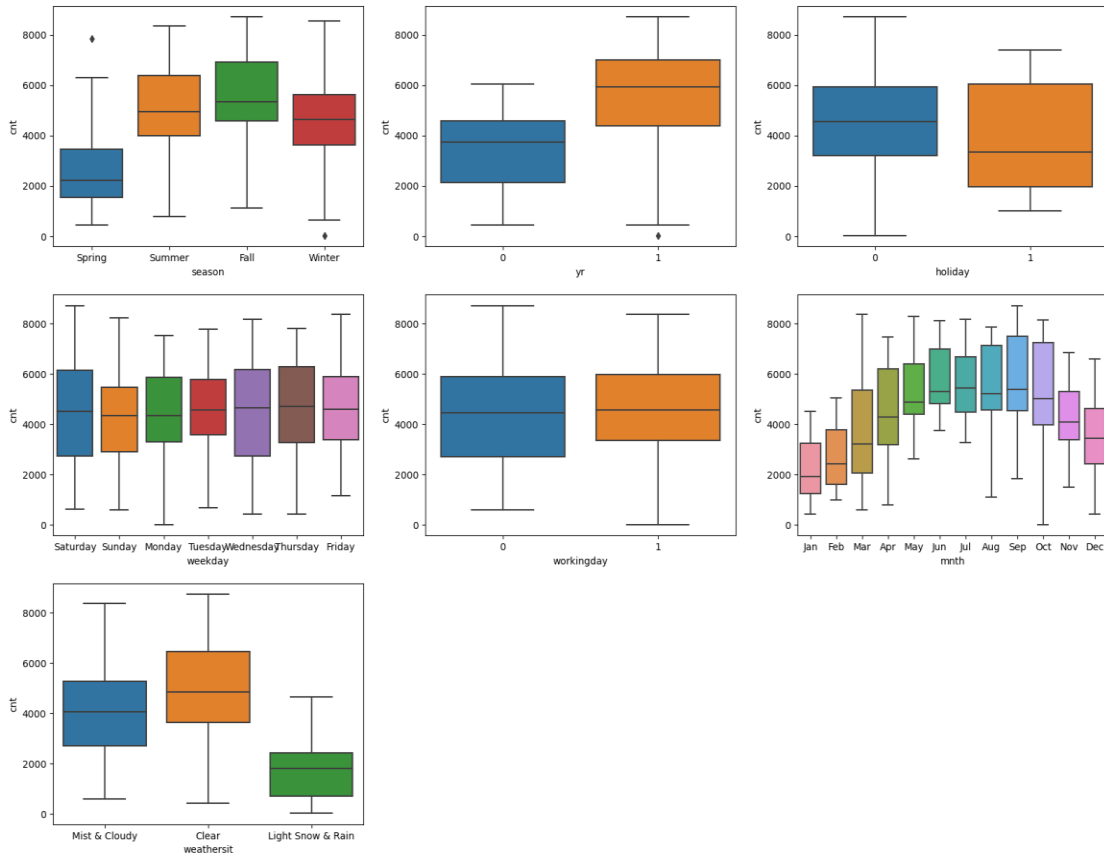 cnt
8000
6000
4000
2000
0
Spring Summer Fall Winter
season
cnt
8000
6000
4000
2000
0
0 1
yr
cnt
8000
6000
4000
2000
0
0 1
holiday
cnt
8000
6000
4000
2000
0
Saturday Sunday Monday Tuesday Wednesday Thursday Friday
weekday
cnt
8000
6000
4000
2000
0
0 1
workingday
cnt
8000
6000
4000
2000
0
Jan Feb Mar Apr May Jun Jul Aug Sep Oct Nov Dec
mnth
cnt
8000
6000
4000
2000
0
Mist & Cloudy Clear Light Snow & Rain
weathersit